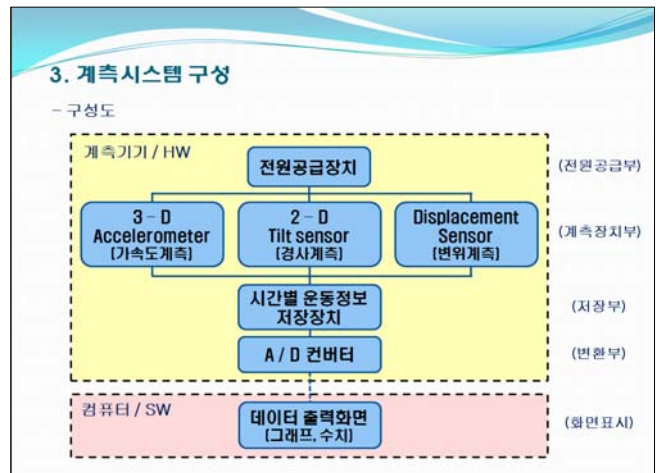 3. 계측시스템 구성
- 구성도
계측기기 / HW
전원공급장치
(전원공급부)
3 - D
Accelerometer
(가속도계측)
2 - D
Tilt sensor
(경사계측)
Displacement
Sensor
(변위계측)
(계측장치부)
시간별 운동정보
저장장치
(저장부)
A / D 컨버터
(변환부)
컴퓨터 / SW
데이터 출력화면
(그래프, 수치)
(화면표시)